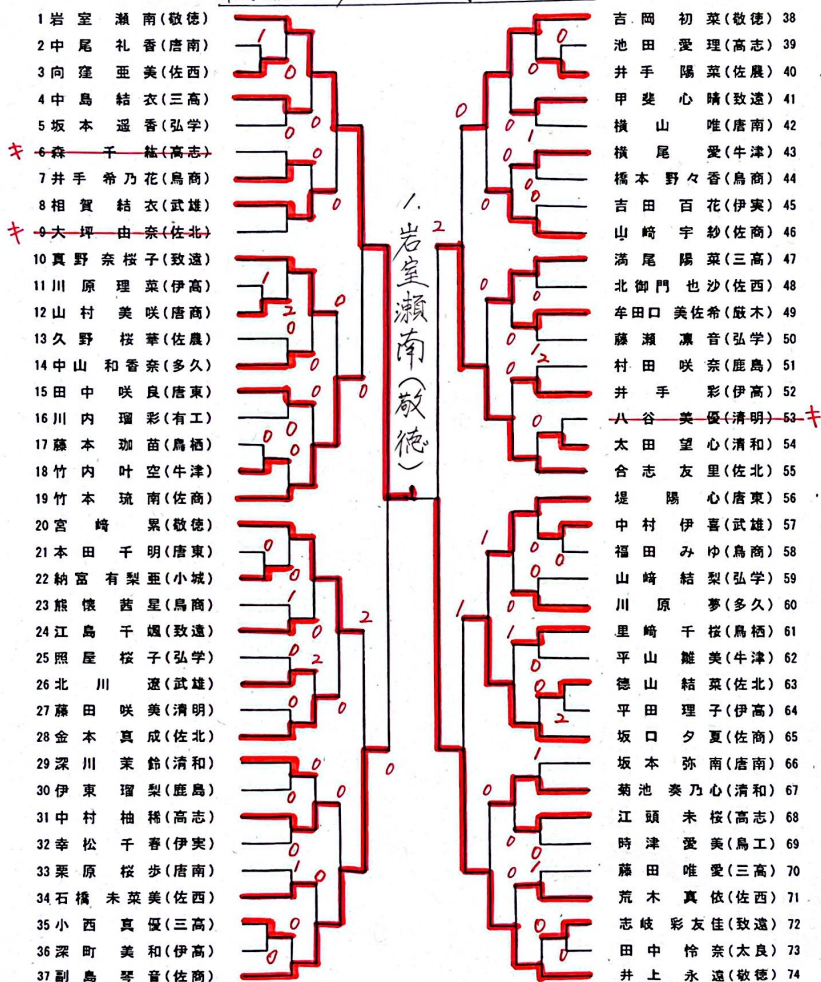 1 岩室 瀬南(敬徳)
2 中尾 礼香(唐南)
3 向窪 亜美(佐西)
4 中島 結衣(三高)
5 坂本 遥香(弘学)
キ 6 森 千紘(高志)
7 井手 希乃花(鳥商)
8 相賀 結衣(武雄)
キ 9 大坪 由奈(佐北)
10 真野 奈桜子(致遠)
11 川原 理菜(伊高)
12 山村 美咲(唐商)
13 久野 桜華(佐農)
14 中山 和香奈(多久)
15 田中 咲良(唐東)
16 川内 瑠彩(有工)
17 藤本 珈苗(鳥栖)
18 竹内 叶空(牛津)
19 竹本 琉南(佐商)
20 宮崎 累(敬徳)
21 本田 千明(唐東)
22 納富 有梨亜(小城)
23 熊懐 茜星(鳥商)
24 江島 千颯(致遠)
25 照屋 桜子(弘学)
26 北川 遼(武雄)
27 藤田 咲美(清明)
28 金本 真成(佐北)
29 深川 茉鈴(清和)
30 伊東 瑠梨(鹿島)
31 中村 柚稀(高志)
32 幸松 千春(伊実)
33 栗原 桜歩(唐南)
34 石橋 未菜美(佐西)
35 小西 真優(三高)
36 深町 美和(伊高)
37 副島 琴音(佐商)
1.岩室瀬南(敬徳)
吉岡 初菜(敬徳) 38
池田 愛理(高志) 39
井手 陽菜(佐農) 40
甲斐 心晴(致遠) 41
横山 唯(唐南) 42
横尾 愛(牛津) 43
橋本 野々香(鳥商) 44
吉田 百花(伊実) 45
山﨑 宇紗(佐商) 46
満尾 陽菜(三高) 47
北御門 也沙(佐西) 48
牟田口 美佐希(厳木) 49
藤瀬 凛音(弘学) 50
村田 咲奈(鹿島) 51
井手 彩(伊高) 52
八谷 美優(清明) 53 キ
太田 望心(清和) 54
合志 友里(佐北) 55
堤 陽心(唐東) 56
中村 伊喜(武雄) 57
福田 みゆ(鳥商) 58
山﨑 結梨(弘学) 59
川原 夢(多久) 60
里崎 千桜(鳥栖) 61
平山 雛美(牛津) 62
徳山 結菜(佐北) 63
平田 理子(伊高) 64
坂口 夕夏(佐商) 65
坂本 弥南(唐南) 66
菊池 奏乃心(清和) 67
江頭 未桜(高志) 68
時津 愛美(鳥工) 69
藤田 唯愛(三高) 70
荒木 真依(佐西) 71
志岐 彩友佳(致遠) 72
田中 怜奈(太良) 73
井上 永遠(敬徳) 74